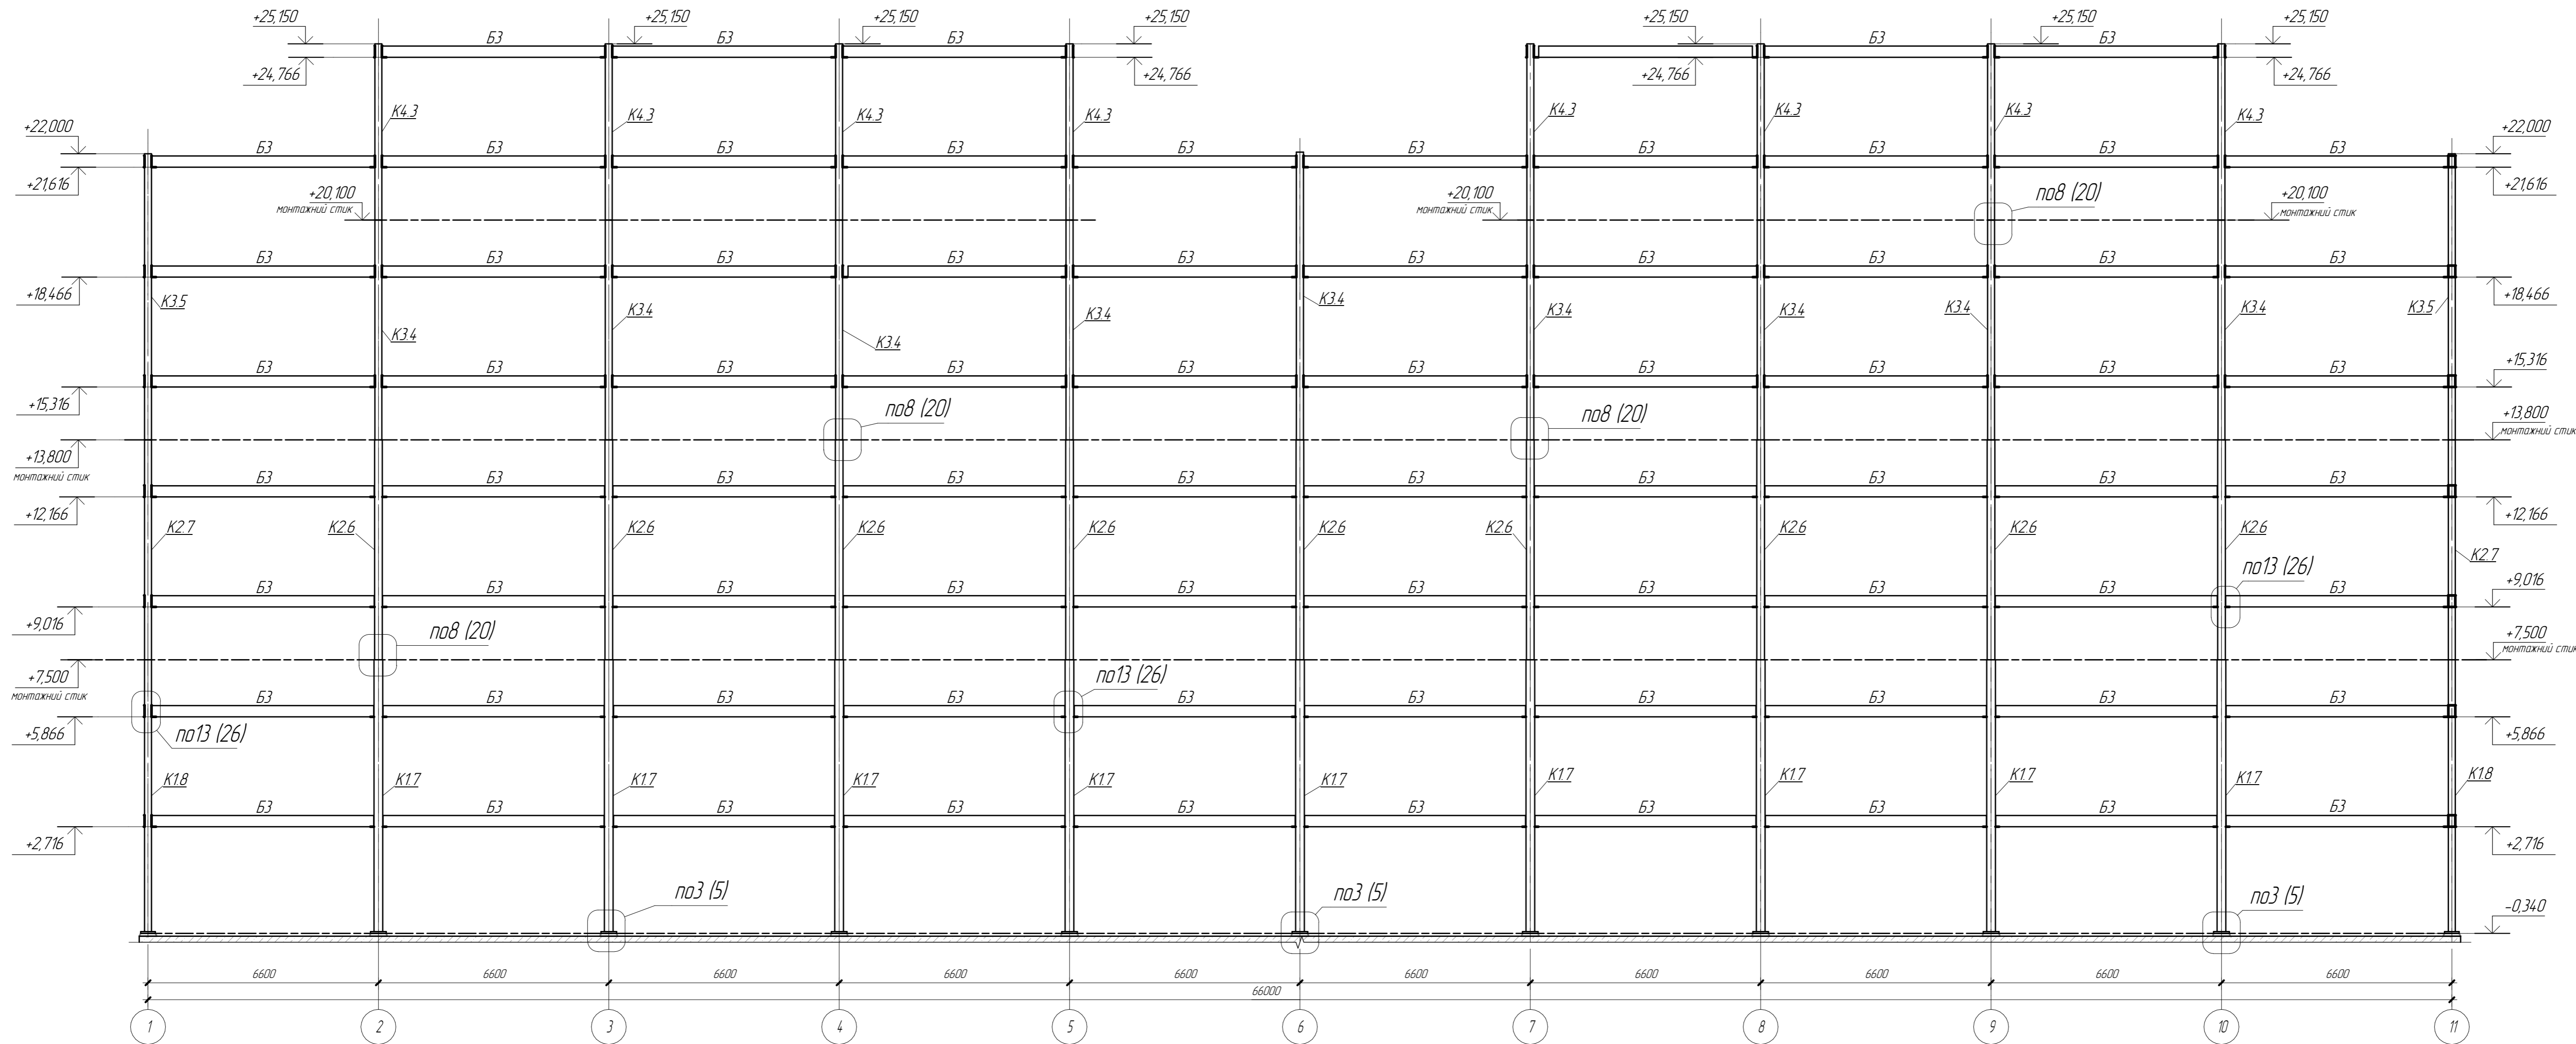 +25,150
+25,150
+25,150
+25,150
+25,150
+25,150
+25,150
Б3
Б3
Б3
Б3
Б3
+24,766
+24,766
+24,766
+24,766
К4.3
К4.3
К4.3
К4.3
К4.3
К4.3
К4.3
К4.3
+22,000
+22,000
Б3
Б3
Б3
Б3
Б3
Б3
Б3
Б3
Б3
Б3
+21,616
+21,616
+20,100
монтажний стик
+20,100
монтажний стик
по8 (20)
+20,100
монтажний стик
Б3
Б3
Б3
Б3
Б3
Б3
Б3
Б3
Б3
Б3
+18,466
+18,466
К3.5
К3.4
К3.4
К3.4
К3.4
К3.4
К3.4
К3.4
К3.4
К3.4
К3.5
Б3
Б3
Б3
Б3
Б3
Б3
Б3
Б3
Б3
Б3
+15,316
+15,316
по8 (20)
по8 (20)
+13,800
монтажний стик
+13,800
монтажний стик
Б3
Б3
Б3
Б3
Б3
Б3
Б3
Б3
Б3
Б3
+12,166
+12,166
К2.7
К2.6
К2.6
К2.6
К2.6
К2.6
К2.6
К2.6
К2.6
К2.6
К2.7
по13 (26)
Б3
Б3
Б3
Б3
Б3
Б3
Б3
Б3
Б3
Б3
+9,016
+9,016
по8 (20)
+7,500
монтажний стик
+7,500
монтажний стик
по13 (26)
Б3
Б3
Б3
Б3
Б3
Б3
Б3
Б3
Б3
Б3
+5,866
+5,866
по13 (26)
К1.8
К1.7
К1.7
К1.7
К1.7
К1.7
К1.7
К1.7
К1.7
К1.7
К1.8
Б3
Б3
Б3
Б3
Б3
Б3
Б3
Б3
Б3
Б3
+2,716
+2,716
по3 (5)
по3 (5)
по3 (5)
-0,340
6600
6600
6600
6600
6600
6600
6600
6600
6600
6600
66000
1
2
3
4
5
6
7
8
9
10
11